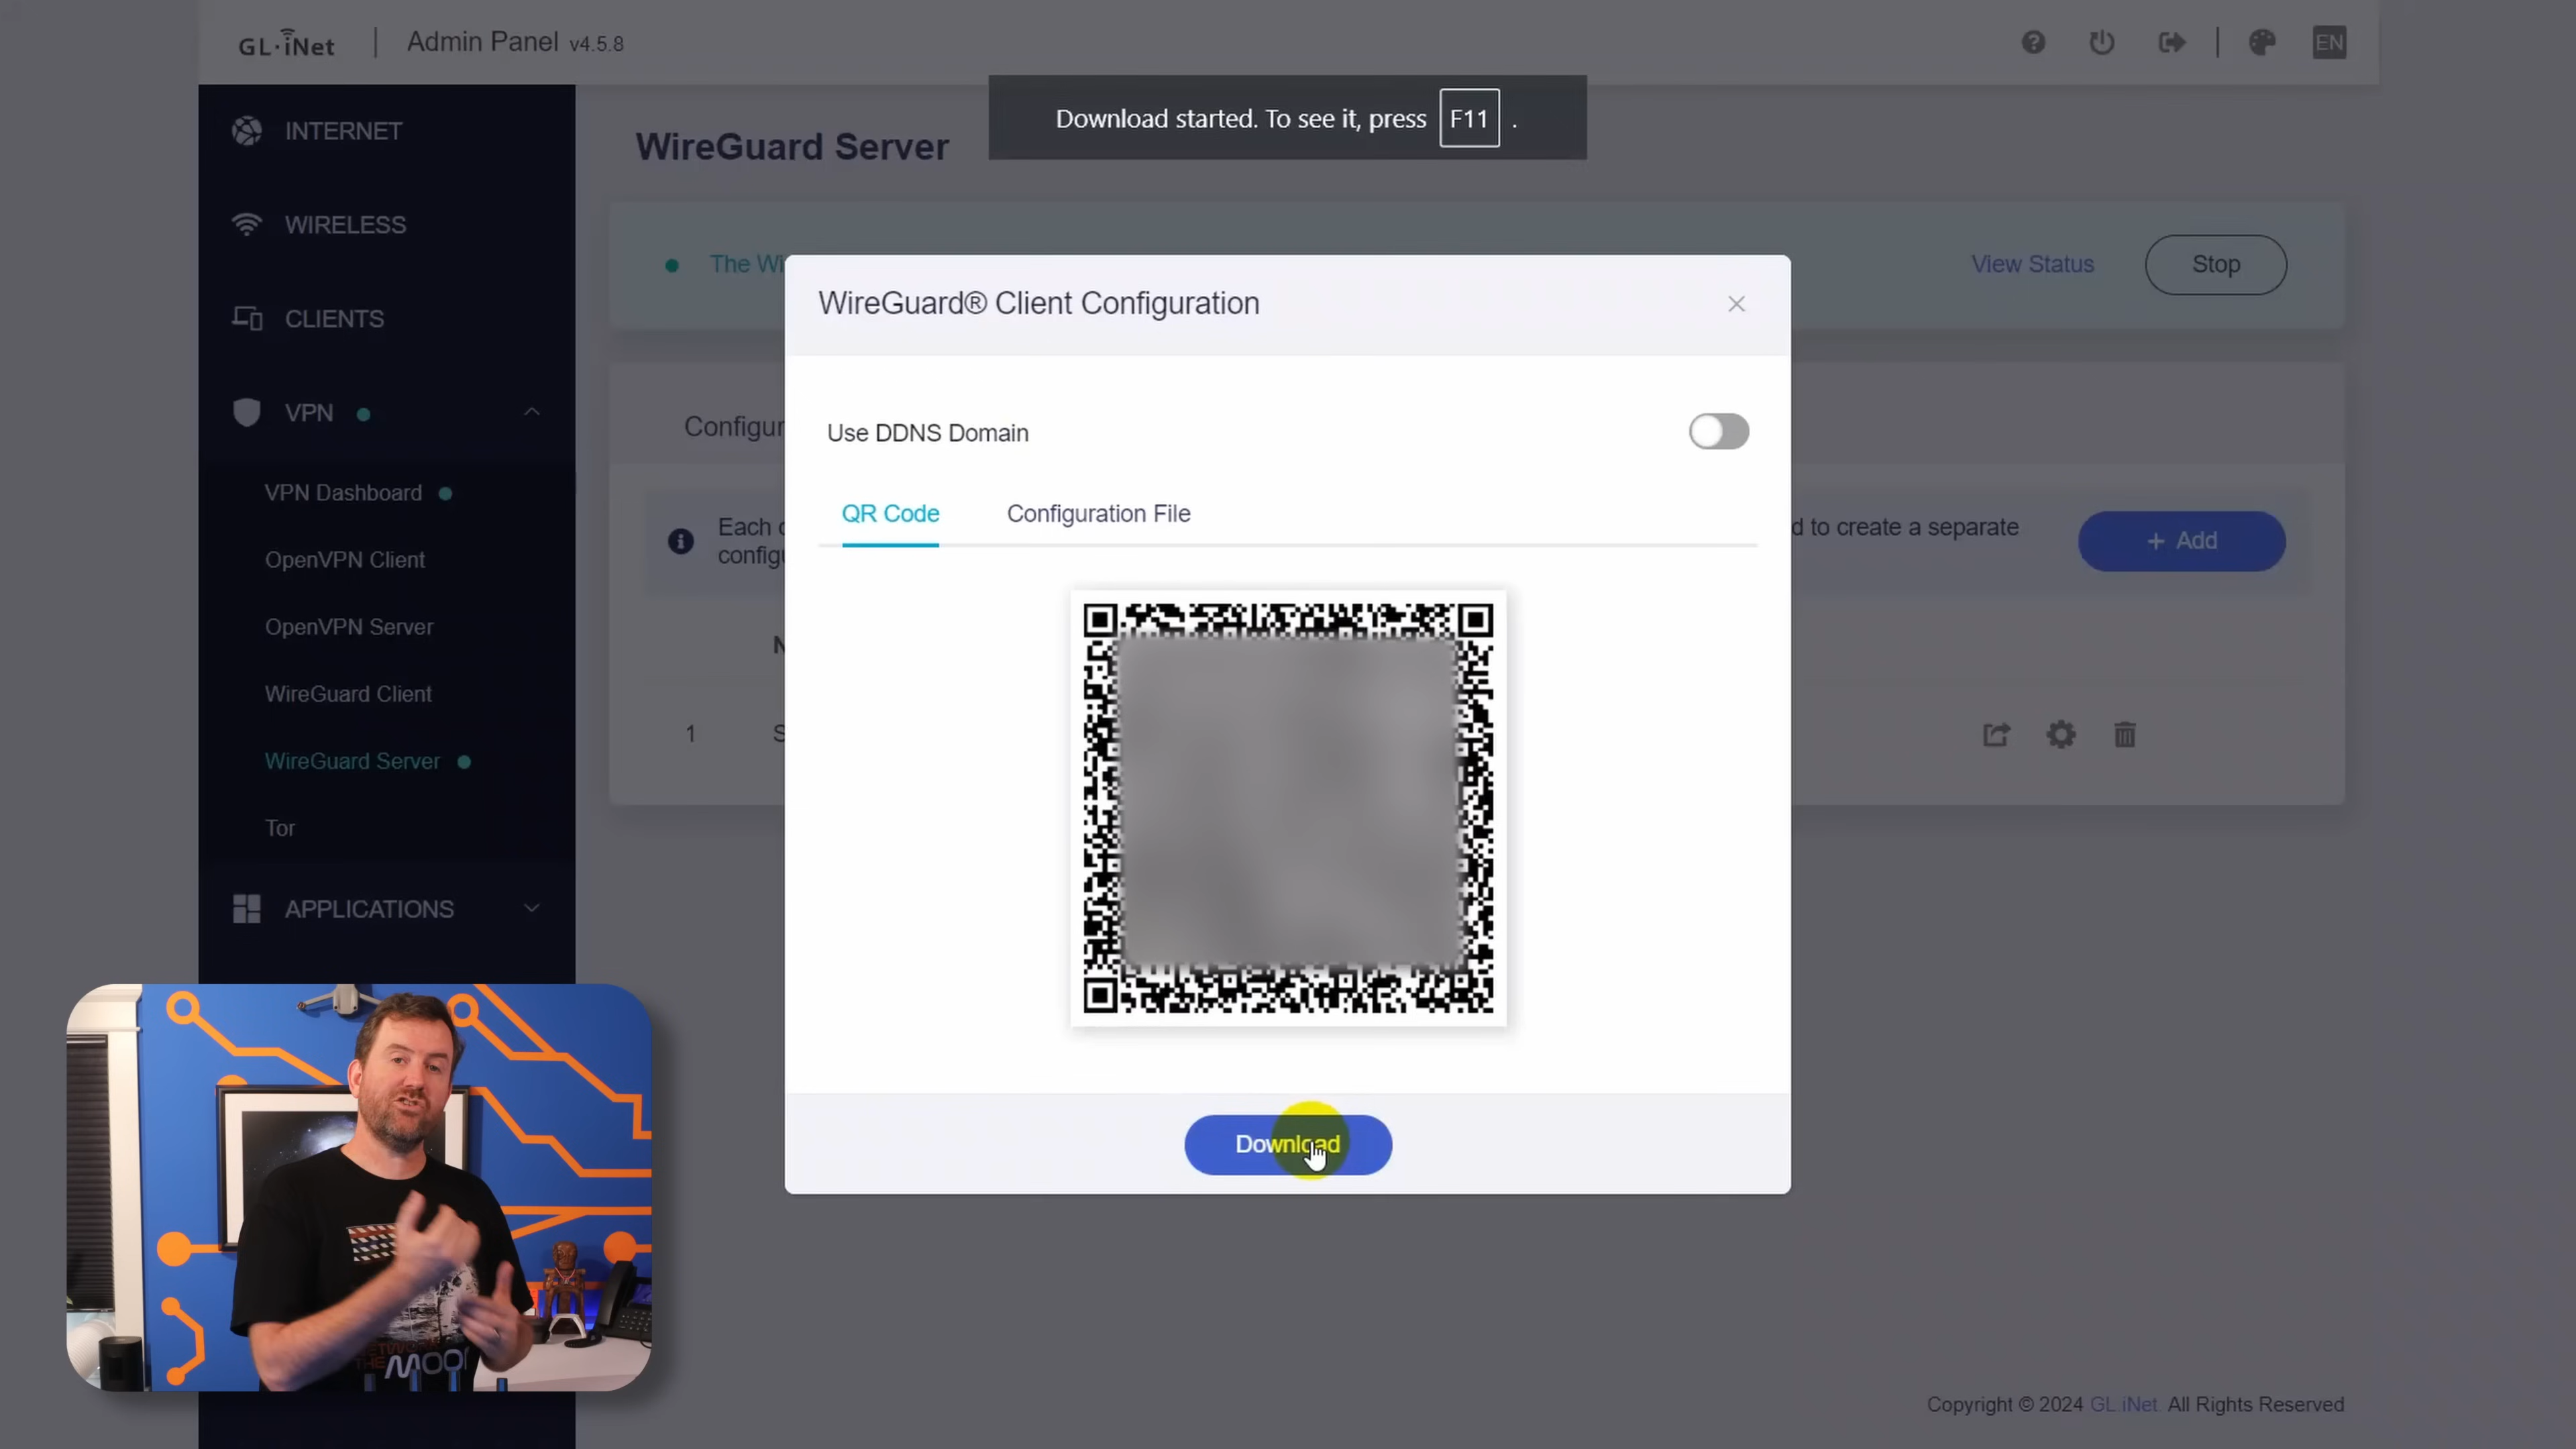 GL·iNet
Admin Panel v4.5.8
EN
Download started. To see it, press F11 .
INTERNET
WIRELESS
CLIENTS
VPN
VPN Dashboard
OpenVPN Client
OpenVPN Server
WireGuard Client
WireGuard Server
Tor
APPLICATIONS
WireGuard Server
The Wi
View Status
Stop
Configur
Each
d to create a separate
configu
+ Add
1
S
WireGuard® Client Configuration
Use DDNS Domain
QR Code
Configuration File
Download
THE MOON
Copyright © 2024 GL.iNet. All Rights Reserved